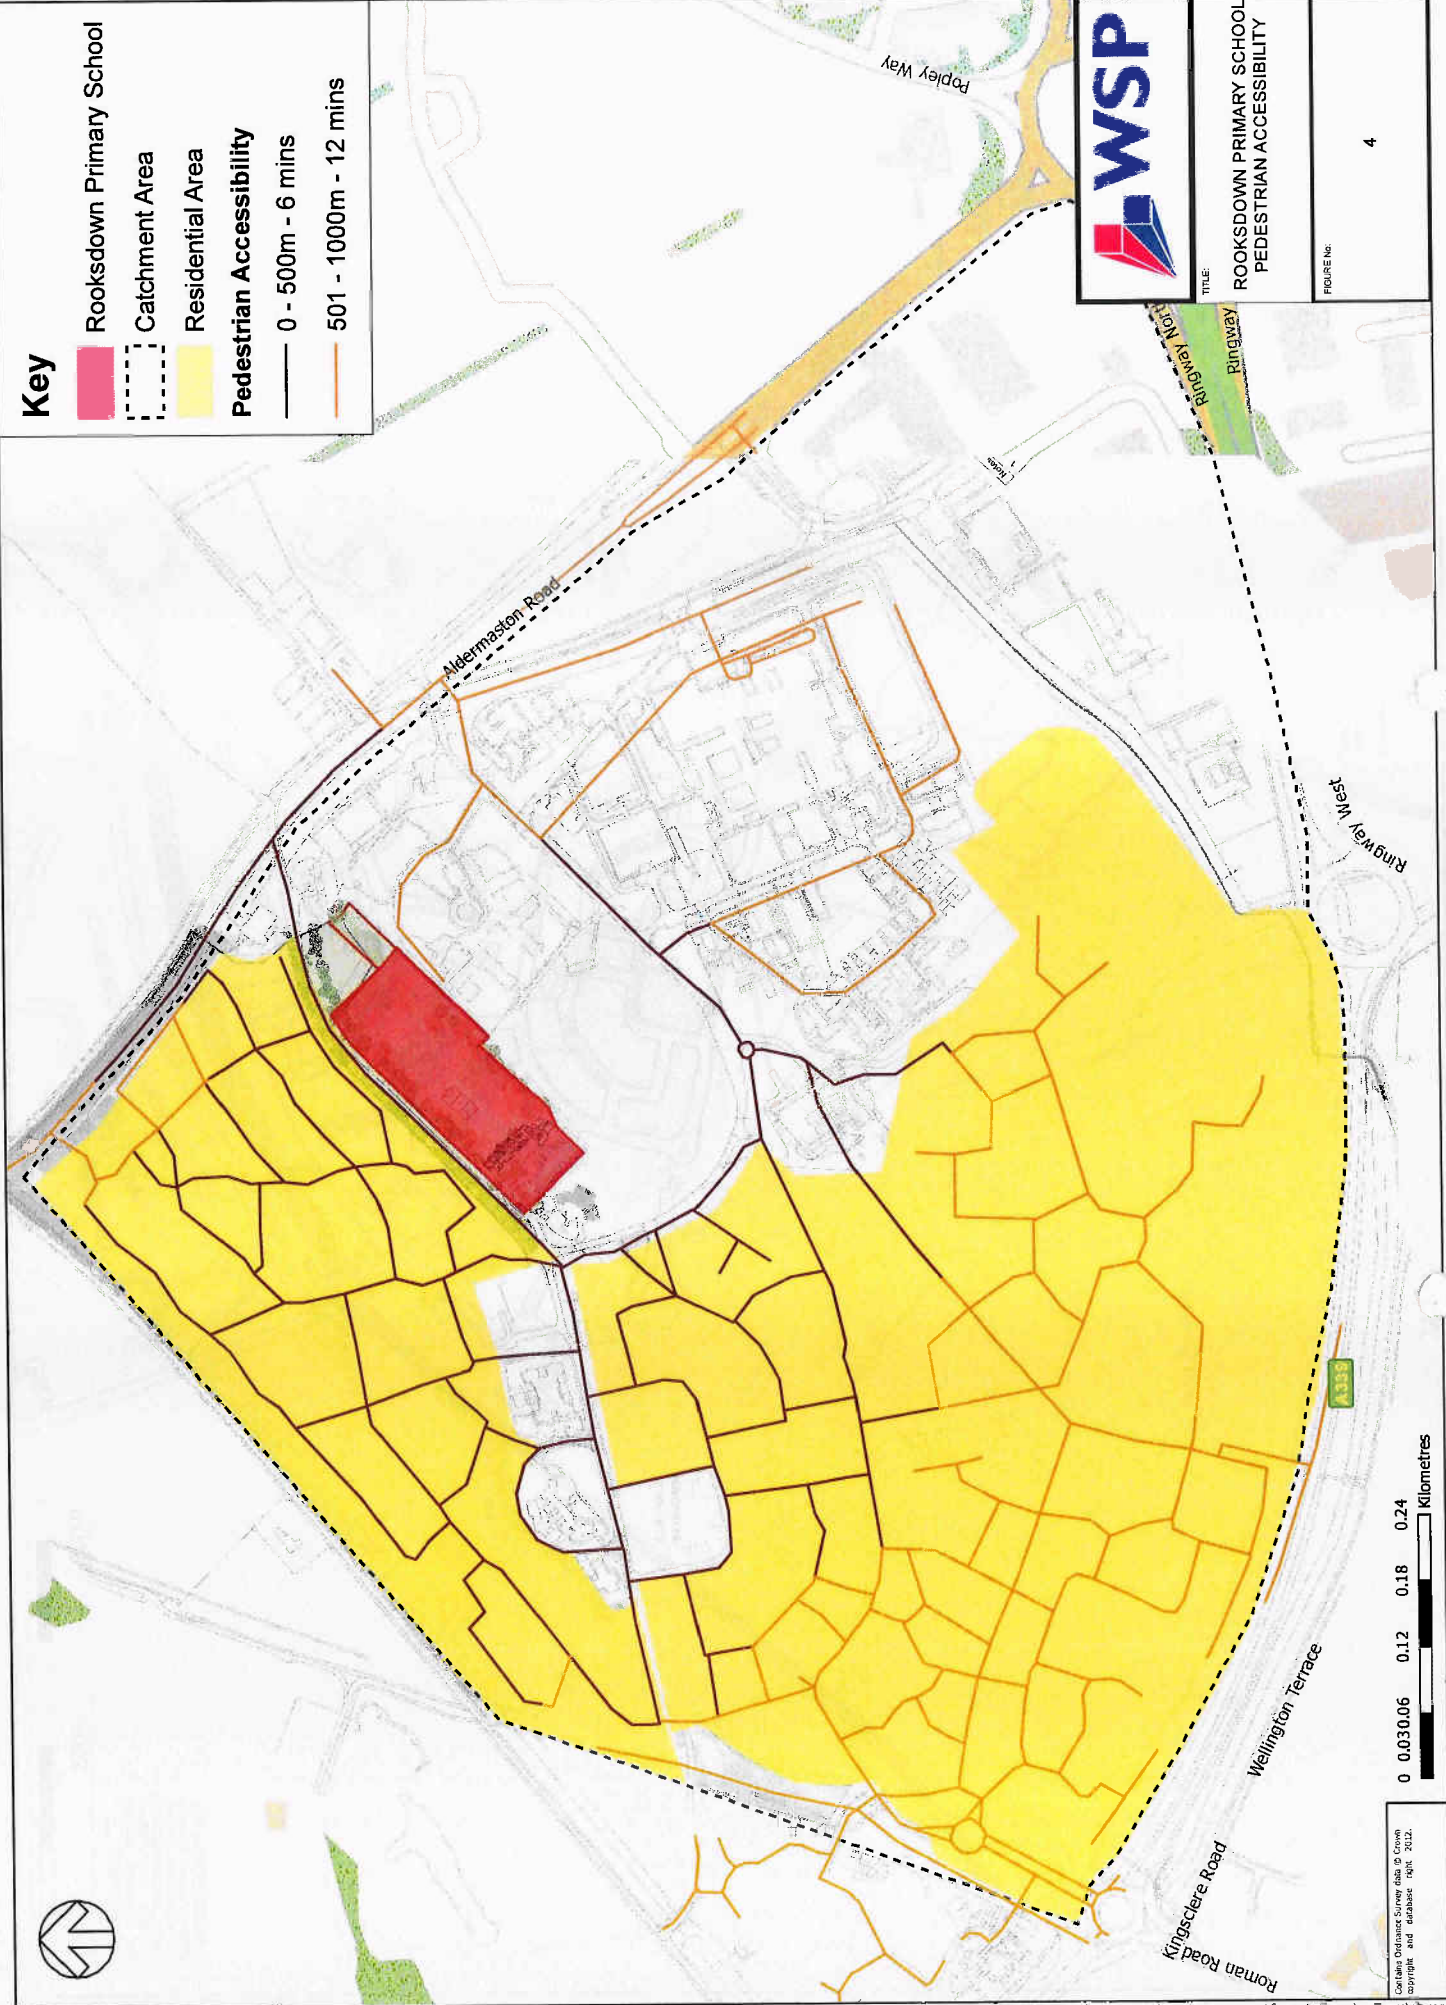 Key
Rooksdown Primary School
Catchment Area
Residential Area
Pedestrian Accessibility
0 - 500m - 6 mins
501 - 1000m - 12 mins
Popley Way
Aldermaston Road
Notes
1
Ringway North
Ringway
Ringway West
A339
Wellington Terrace
Kingsclere Road
Roman Road
0 0.030.06 0.12 0.18 0.24
Kilometres
Contains Ordnance Survey data © Crown
copyright and database right 2012.
WSP
TITLE:
ROOKSDOWN PRIMARY SCHOOL
PEDESTRIAN ACCESSIBILITY
FIGURE No:
4